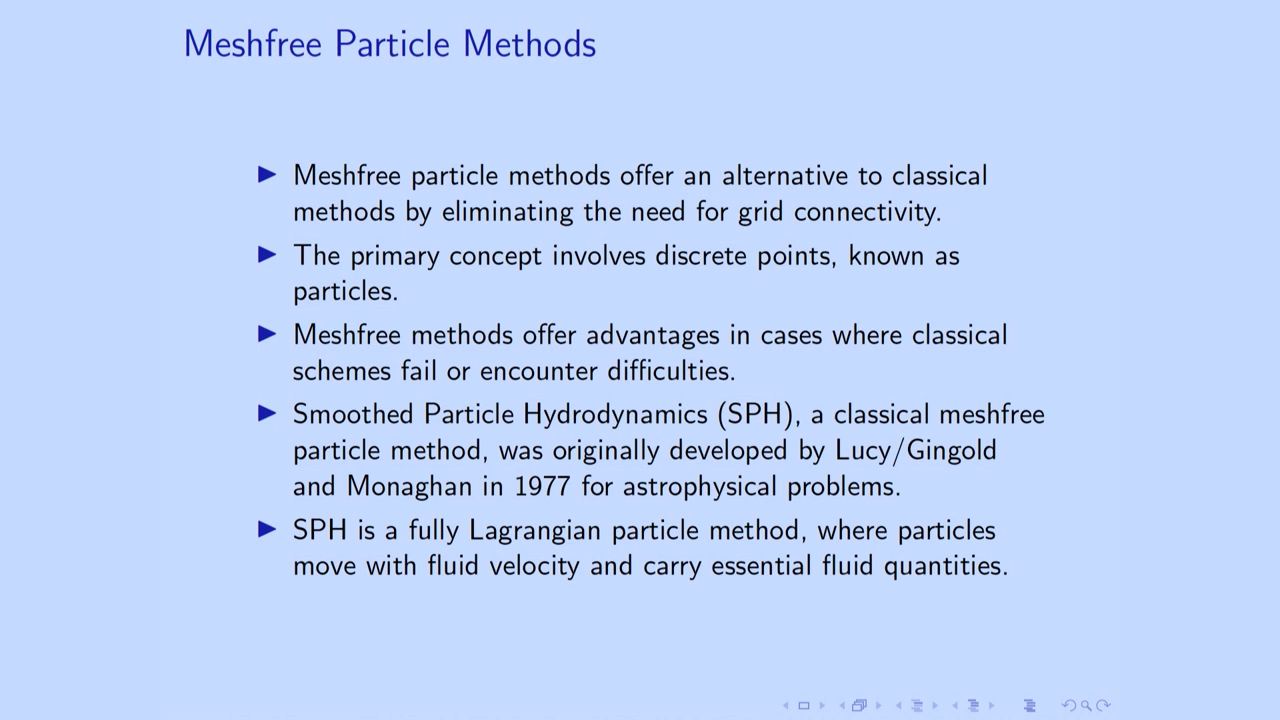 Meshfree Particle Methods
Meshfree particle methods offer an alternative to classical
methods by eliminating the need for grid connectivity.
The primary concept involves discrete points, known as
particles.
Meshfree methods offer advantages in cases where classical
schemes fail or encounter difficulties.
Smoothed Particle Hydrodynamics (SPH), a classical meshfree
particle method, was originally developed by Lucy/Gingold
and Monaghan in 1977 for astrophysical problems.
SPH is a fully Lagrangian particle method, where particles
move with fluid velocity and carry essential fluid quantities.